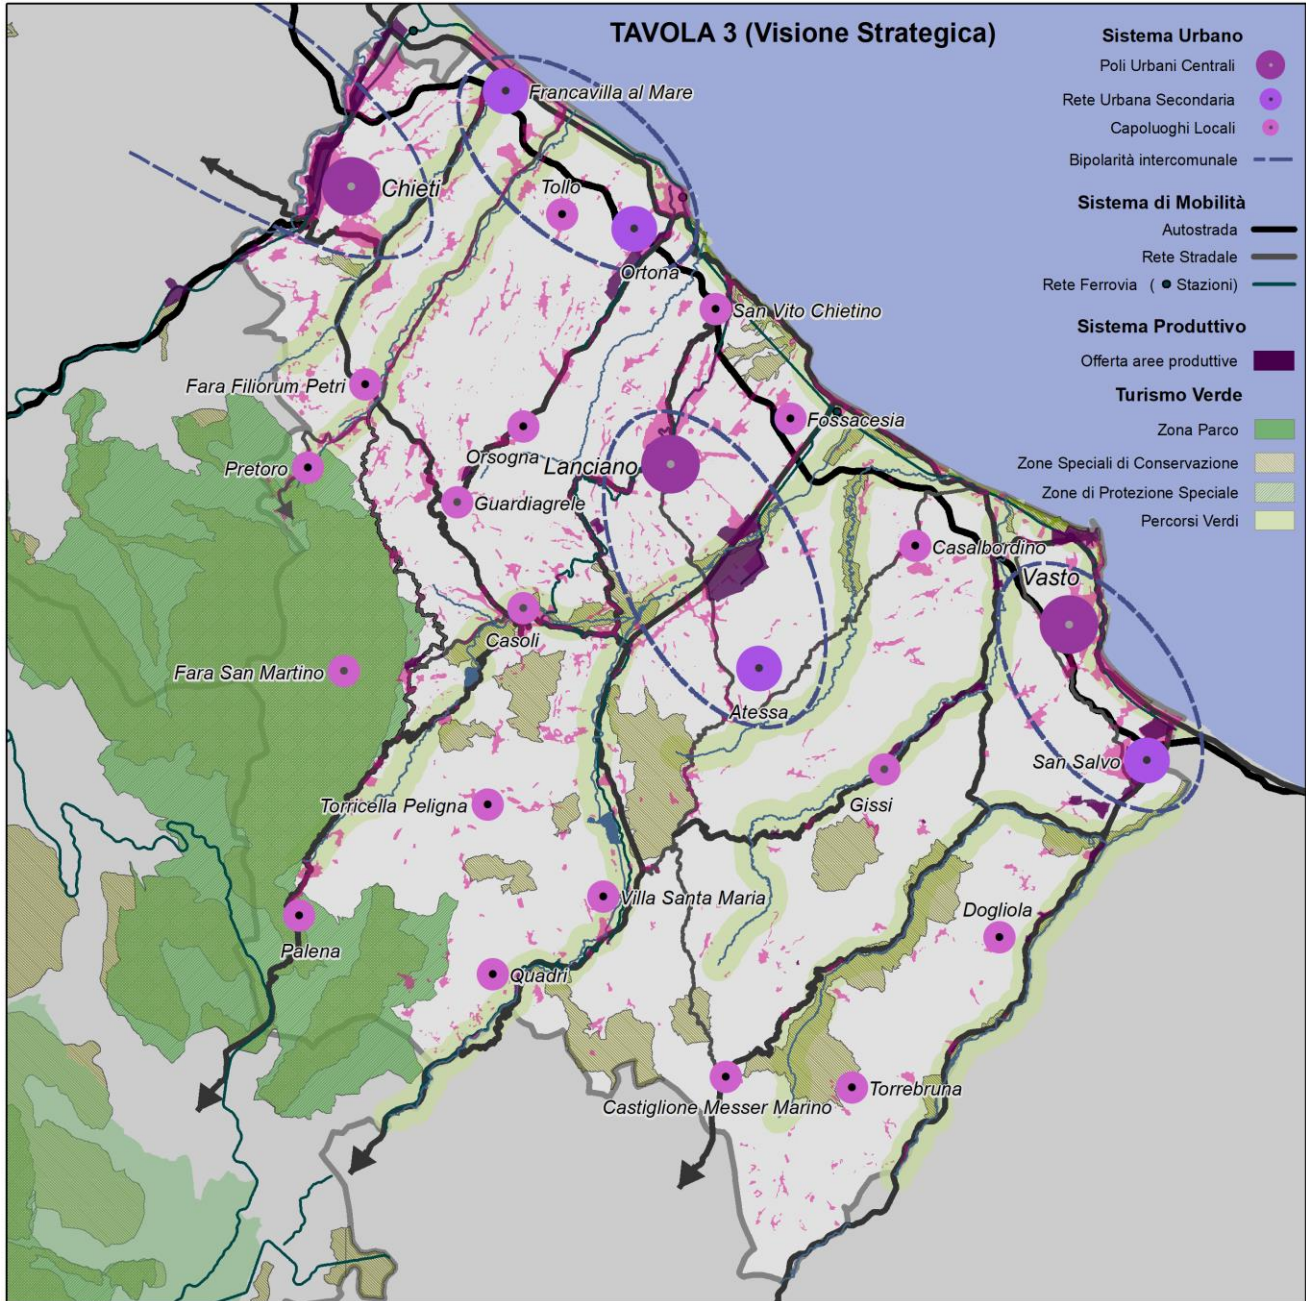 TAVOLA 3 (Visione Strategica)
Sistema Urbano
Poli Urbani Centrali
Rete Urbana Secondaria
Capoluoghi Locali
Bipolarità intercomunale
Sistema di Mobilità
Autostrada
Rete Stradale
Rete Ferrovia ( Stazioni)
Sistema Produttivo
Offerta aree produttive
Turismo Verde
Zona Parco
Zone Speciali di Conservazione
Zone di Protezione Speciale
Percorsi Verdi
Francavilla al Mare
Chieti
Tollo
Ortona
San Vito Chietino
Fara Filiorum Petri
Fossacesia
Orsogna
Lanciano
Pretoro
Guardiagrele
Casalbordino
Vasto
Casoli
Fara San Martino
Atessa
San Salvo
Torricella Peligna
Gissi
Villa Santa Maria
Dogliola
Palena
Quadri
Torrebruna
Castiglione Messer Marino